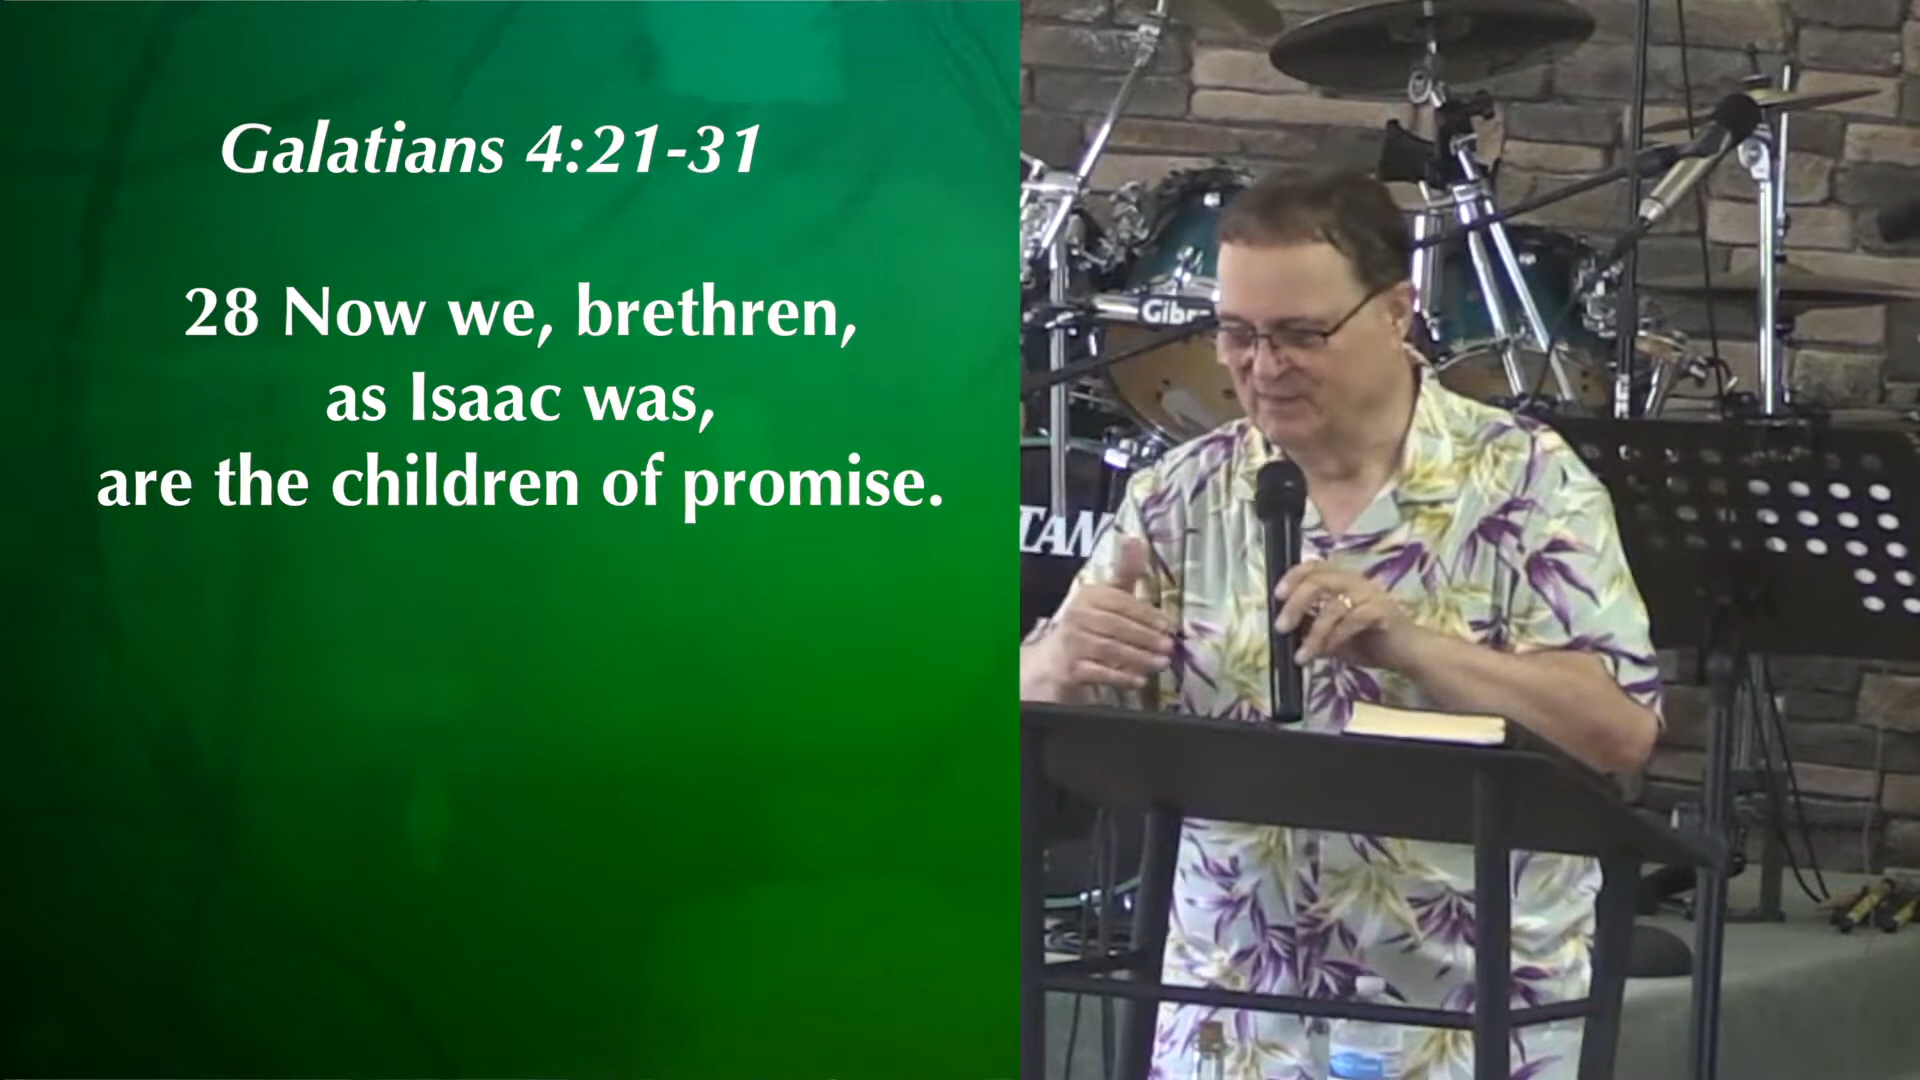 Galatians 4:21-31
28 Now we, brethren,
as Isaac was,
are the children of promise.